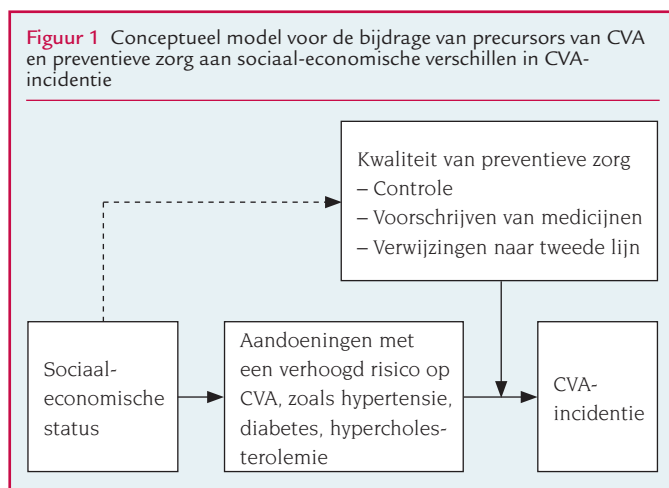 Figuur 1 Conceptueel model voor de bijdrage van precursors van CVA
en preventieve zorg aan sociaal-economische verschillen in CVA-
incidentie
Kwaliteit van preventieve zorg
– Controle
– Voorschrijven van medicijnen
– Verwijzingen naar tweede lijn
Sociaal-
economische
status
Aandoeningen met
een verhoogd risico op
CVA, zoals hypertensie,
diabetes, hypercholes-
terolemie
CVA-
incidentie